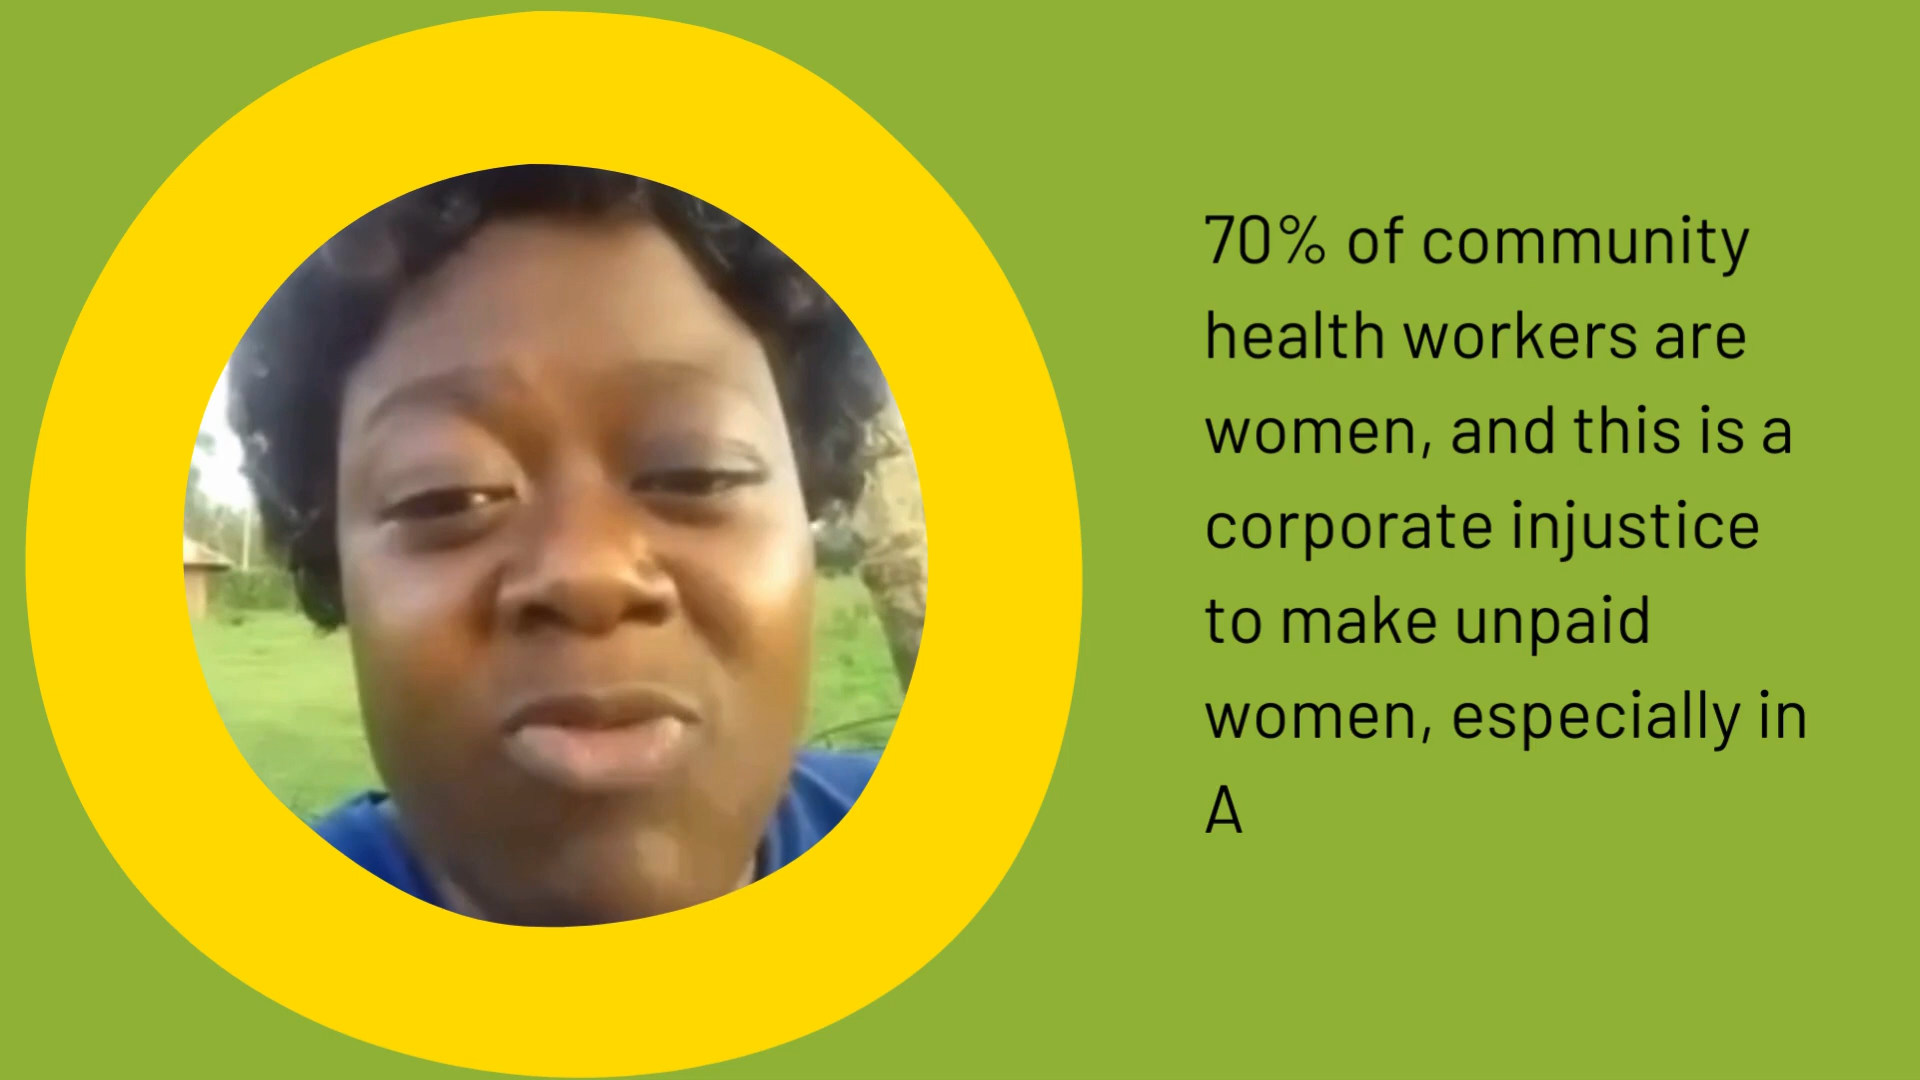 70% of community
health workers are
women, and this is a
corporate injustice
to make unpaid
women, especially in
A